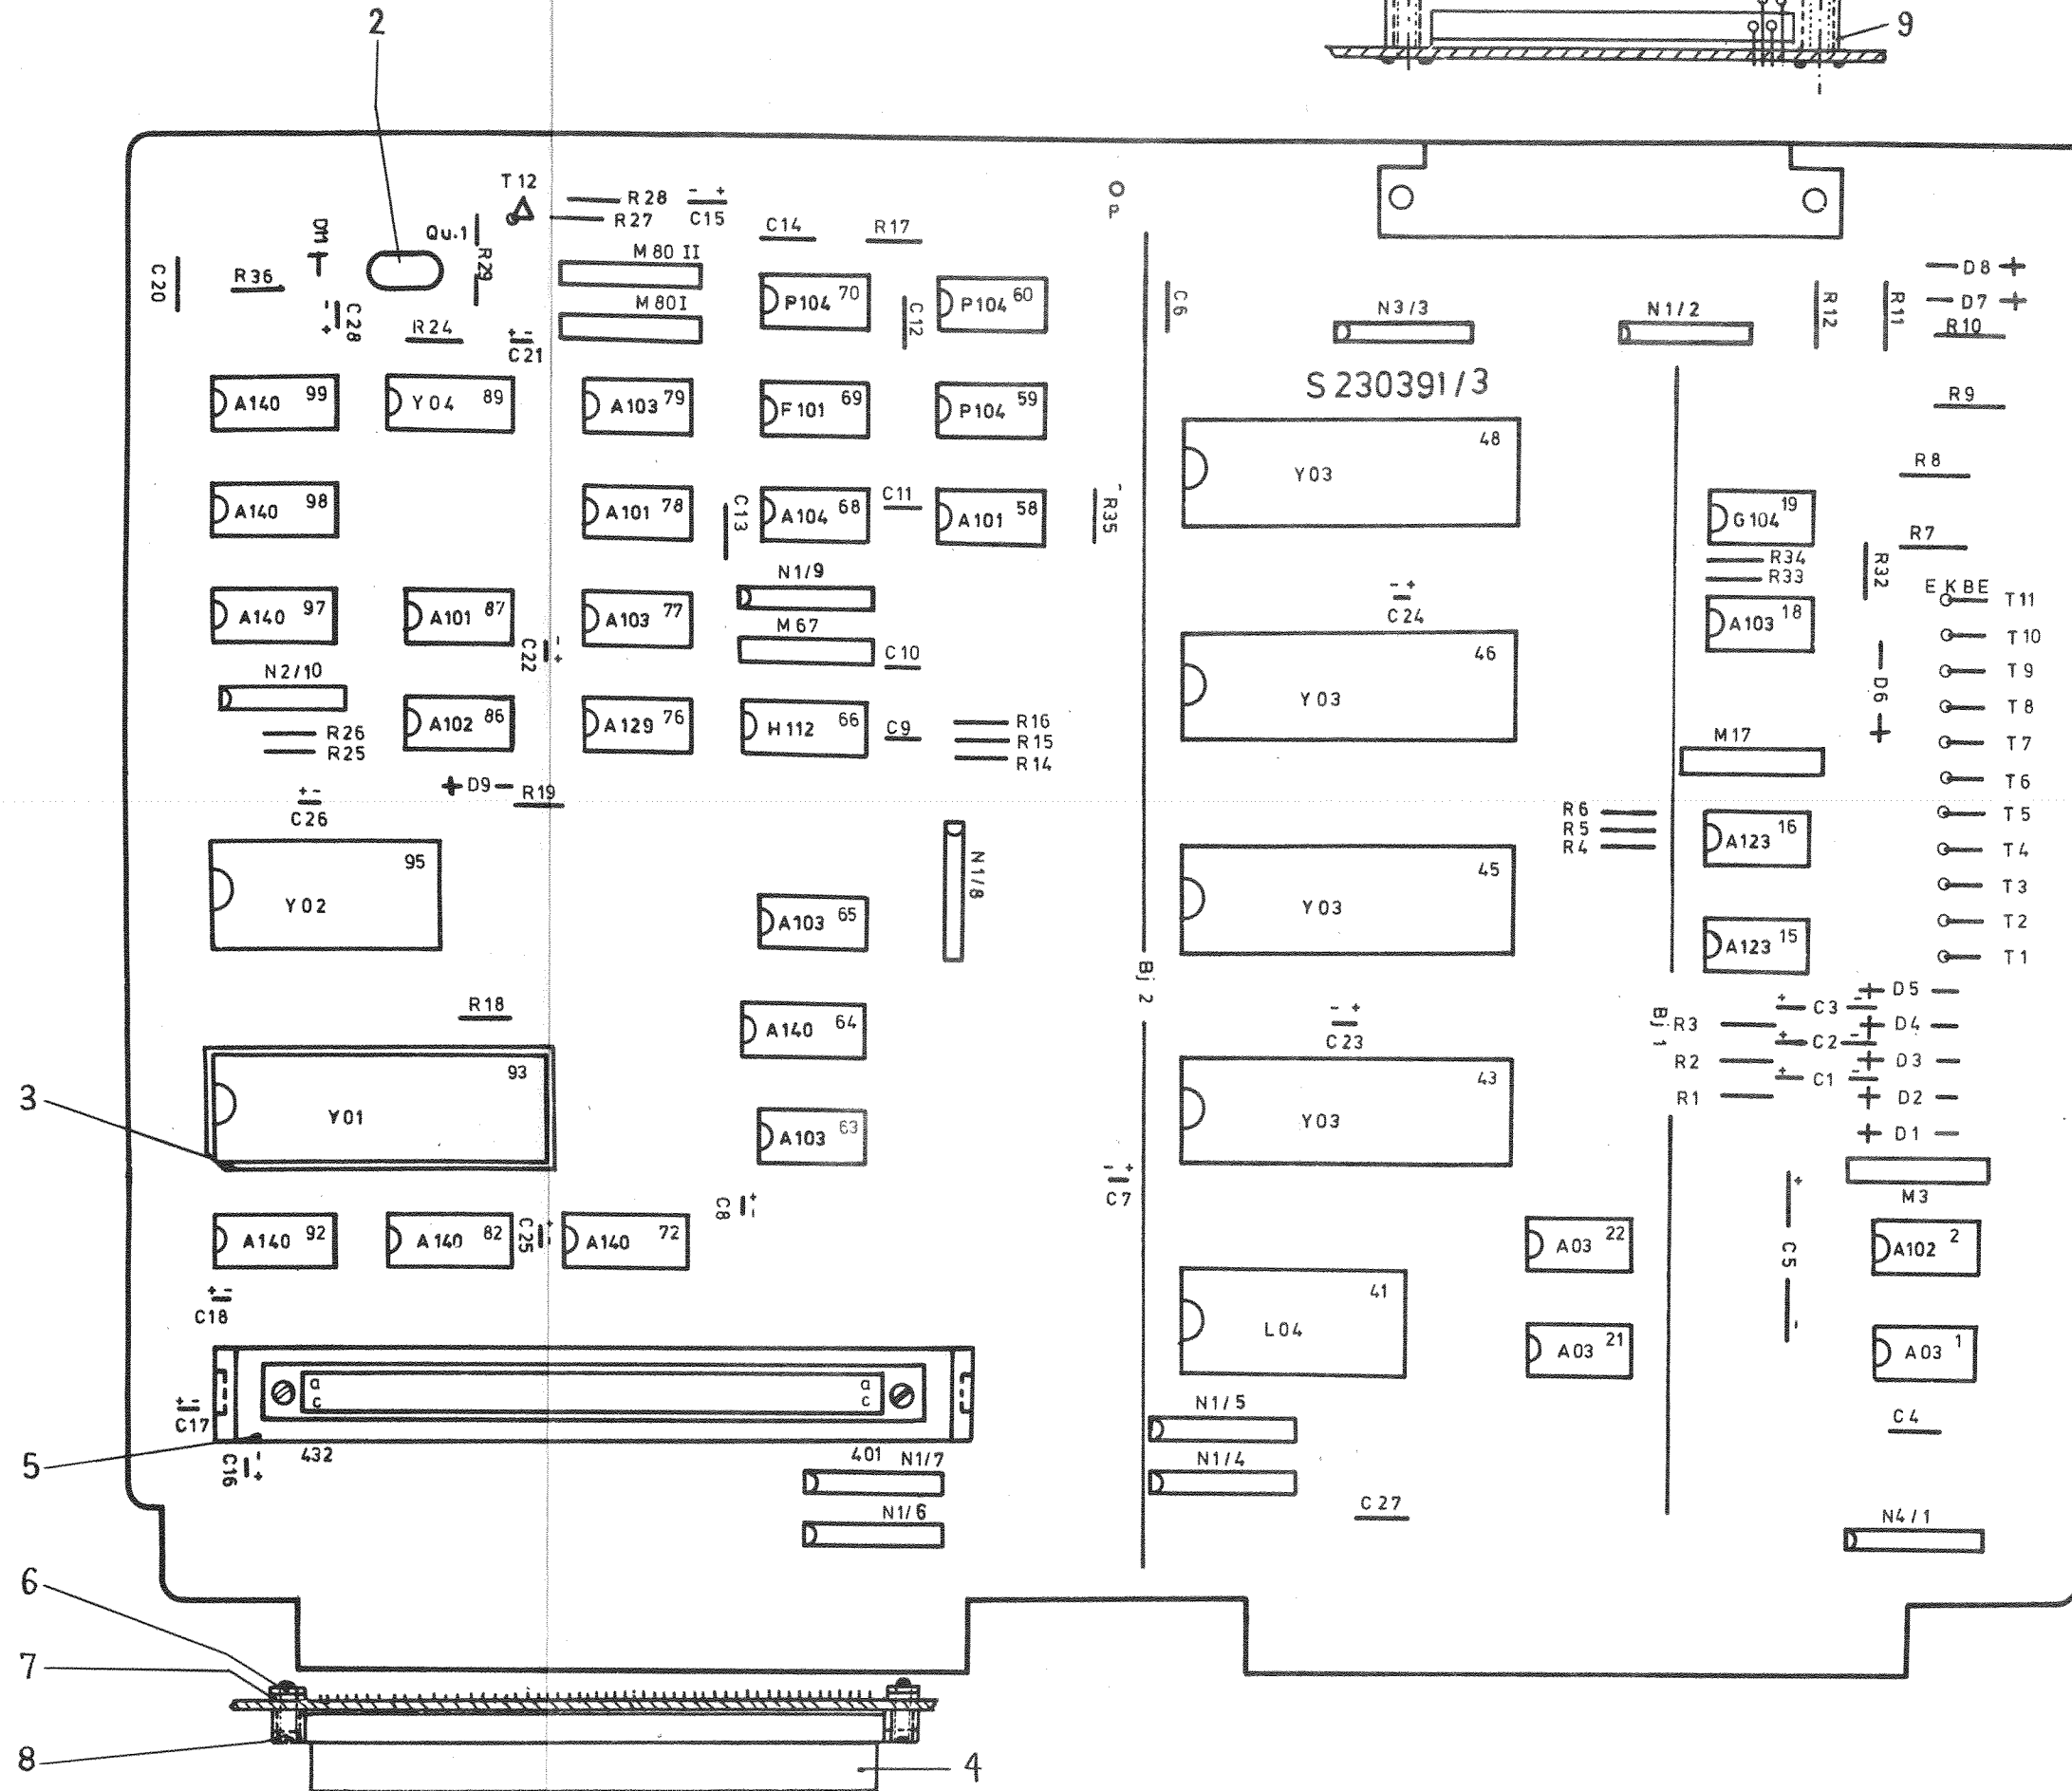 2
9
T 12
R 28
- +
C15
R 27
O
P
DM
Qu.1
R29
C14
R17
M 80 II
C20
R36
- +
C28
R24
+ -
C21
M 80 I
P104 70
C12
P104 60
C6
N3/3
N1/2
R12
R11
D8 +
D7 +
R10
S 230391/3
A140 99
Y04 89
A103 79
F101 69
P104 59
R9
Y03 48
R8
A140 98
A101 78
C13
A104 68
C11
A101 58
- R35
G104 19
R7
R34
R33
R32
N1/9
- +
C24
E K B E
T11
A140 97
A101 87
C22
- +
A103 77
M67
A103 18
T10
C10
Y03 46
T9
N2/10
- D6 +
T8
R26
R25
A102 86
A129 76
H112 66
C9
R16
R15
R14
M17
T7
+ D9 -
R19
T6
+ -
C26
R6
R5
R4
T5
Y02 95
N1/8
Y03 45
A123 16
T4
T3
A103 65
A123 15
T2
T1
Bj 2
R18
+ D5 -
+ C3 -
A140 64
- +
C23
Bj 1
R3
+ D4 -
+ C2 -
R2
+ D3 -
+ C1 -
R1
+ D2 -
3
Y01 93
Y03 43
A103 63
+ D1 -
M3
- +
C7
C8
+ -
A140 92
A140 82
C25
+ -
A140 72
A03 22
+ C5 -
A102 2
+ -
C18
L04 41
A03 21
A03 1
a
c
a
c
+ -
C17
N1/5
C4
5
C16
- +
432
401
N1/7
N1/4
N1/6
C27
N4/1
6
7
8
4